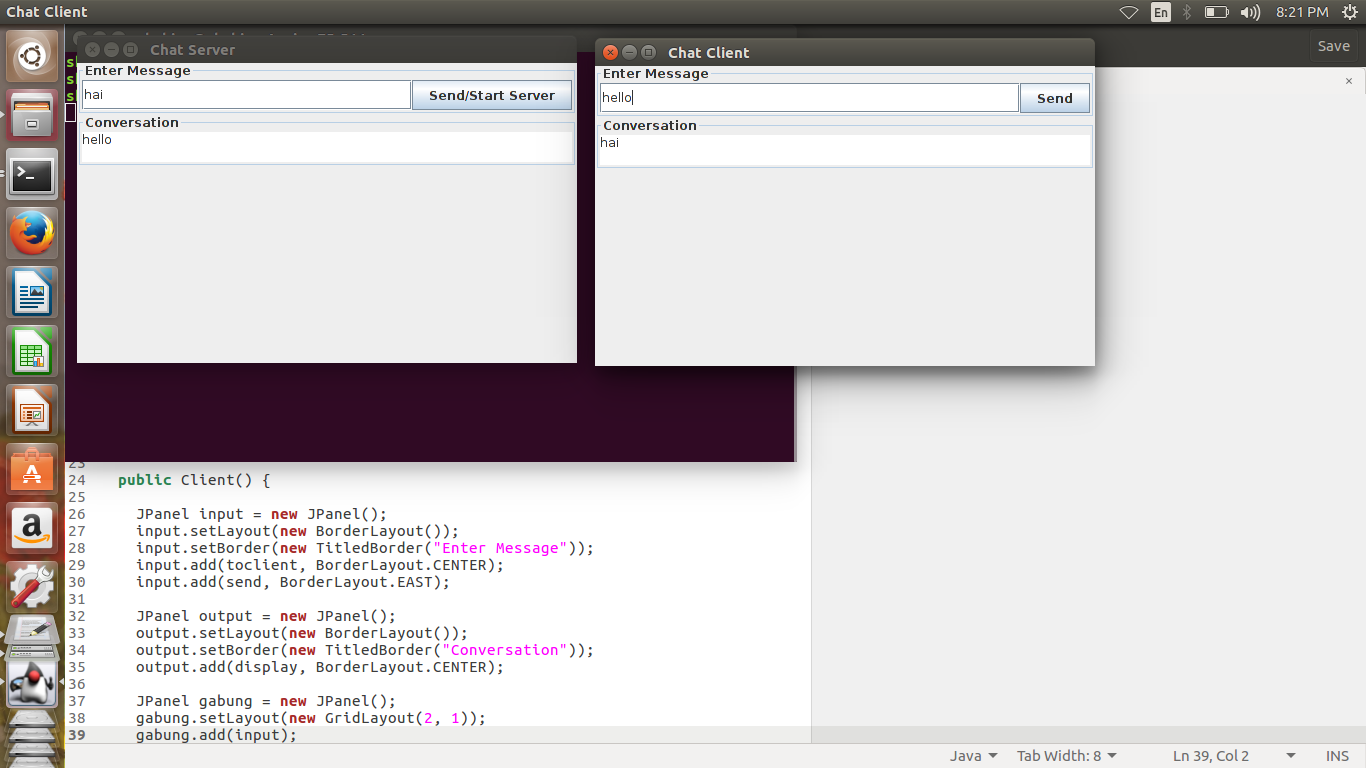 Chat Client
En
8:21 PM
Chat Server
Enter Message
hai
Send/Start Server
Conversation
hello
Chat Client
Enter Message
hello
Send
Conversation
hai
Save
23
24 public Client() {
25
26 JPanel input = new JPanel();
27 input.setLayout(new BorderLayout());
28 input.setBorder(new TitledBorder("Enter Message"));
29 input.add(toclient, BorderLayout.CENTER);
30 input.add(send, BorderLayout.EAST);
31
32 JPanel output = new JPanel();
33 output.setLayout(new BorderLayout());
34 output.setBorder(new TitledBorder("Conversation"));
35 output.add(display, BorderLayout.CENTER);
36
37 JPanel gabung = new JPanel();
38 gabung.setLayout(new GridLayout(2, 1));
39 gabung.add(input);
Java Tab Width: 8 Ln 39, Col 2 INS